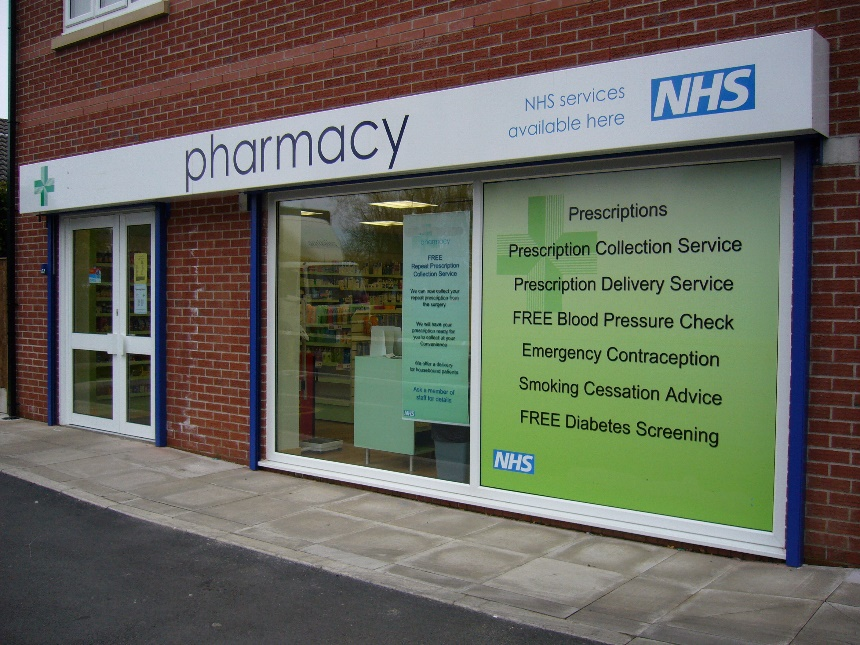 pharmacy
NHS services
available here
NHS
pharmacy
FREE
Repeat Prescription
Collection Service
We can now collect your
repeat prescription from
the surgery
We will have your
prescription ready for
you to collect at your
Convenience
We offer a delivery
for housebound patients
Ask a member of
staff for details
NHS
Prescriptions
Prescription Collection Service
Prescription Delivery Service
FREE Blood Pressure Check
Emergency Contraception
Smoking Cessation Advice
FREE Diabetes Screening
NHS